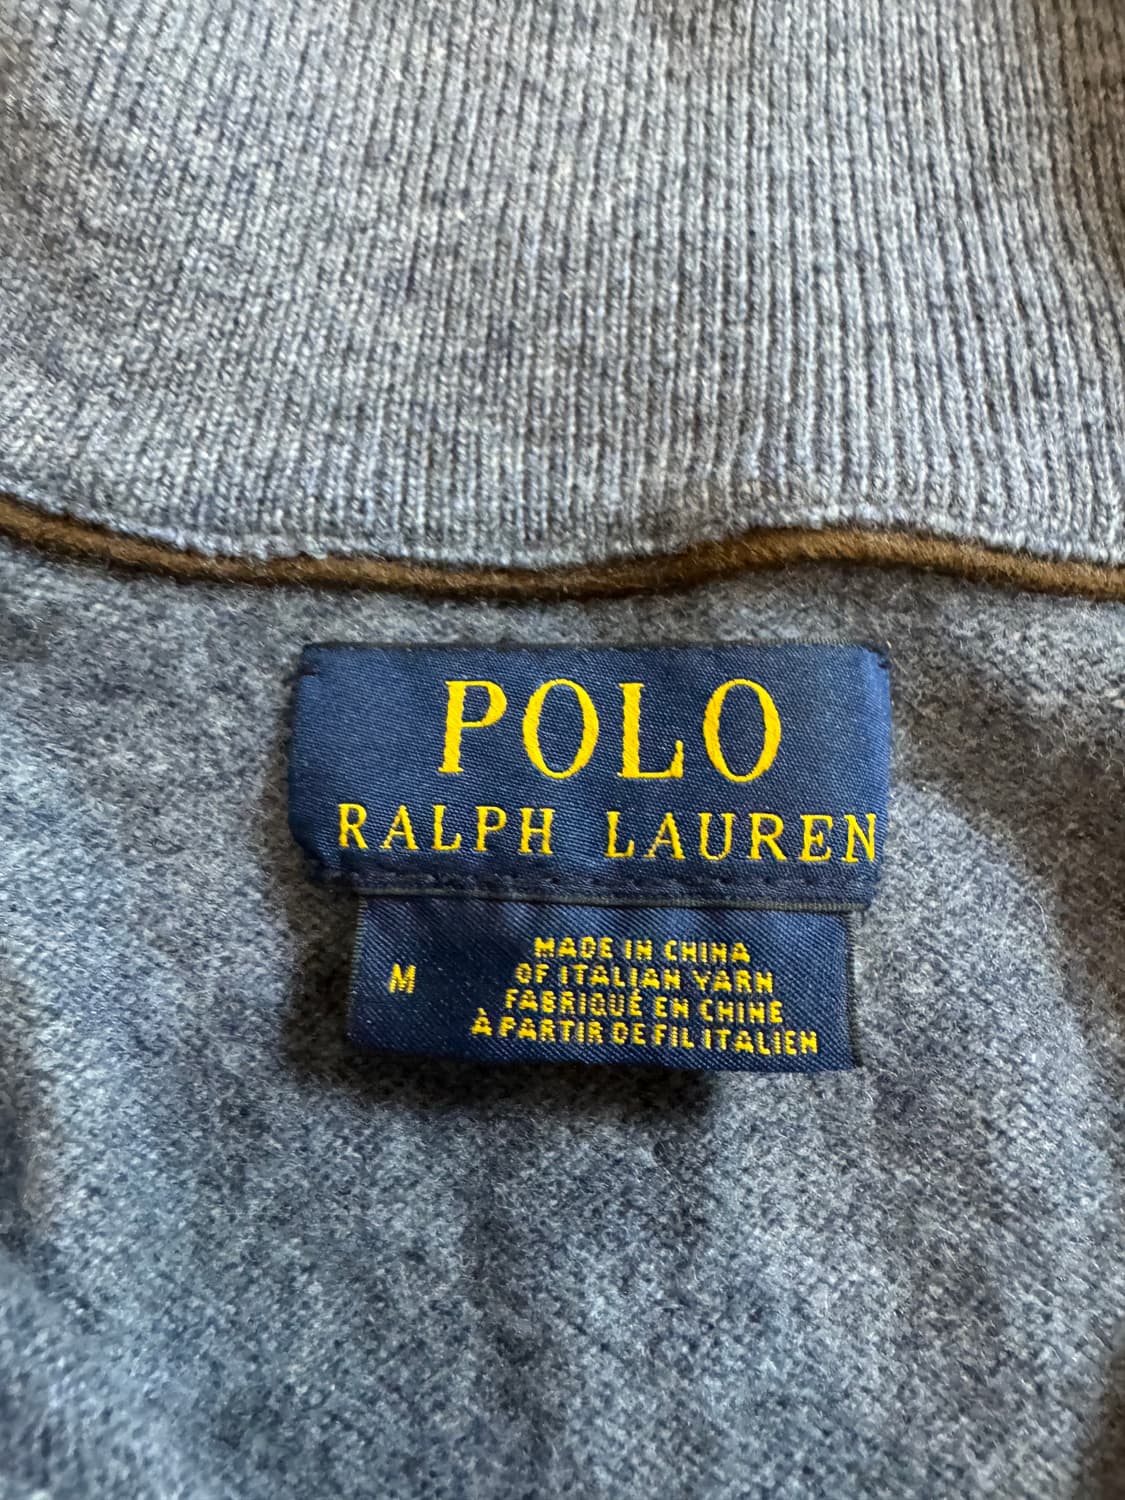 POLO
RALPH LAUREN
M
MADE IN CHINA
OF ITALIAN YARN
FABRIQUÉ EN CHINE
À PARTIR DE FIL ITALIEN